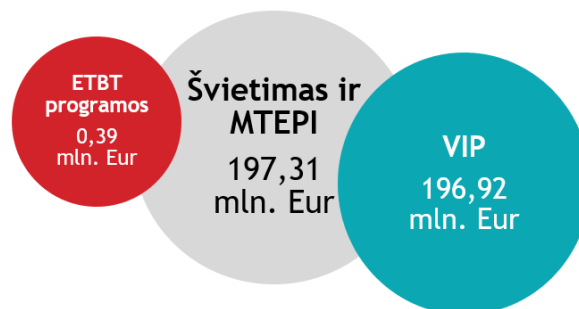 ETBT
programos
0,39
mln. Eur
Švietimas ir
MTEPI
197,31
mln. Eur
VIP
196,92
mln. Eur